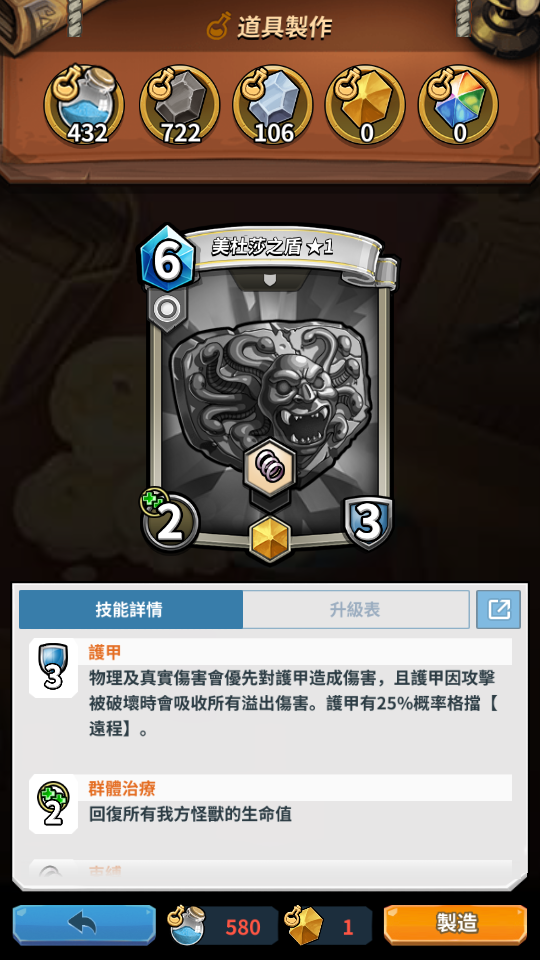 道具製作
432
722
106
0
0
6
美杜莎之盾 ★1
2
3
技能詳情
升級表
3
護甲
物理及真實傷害會優先對護甲造成傷害，且護甲因攻擊
被破壞時會吸收所有溢出傷害。護甲有25%概率格擋【
遠程】。
2
群體治療
回復所有我方怪獸的生命值
580
1
製造